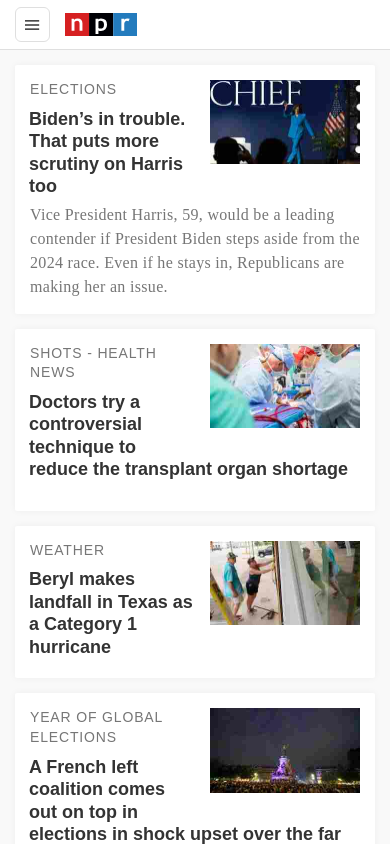 npr
ELECTIONS
Biden’s in trouble.
That puts more
scrutiny on Harris
too
CHIEF
Vice President Harris, 59, would be a leading
contender if President Biden steps aside from the
2024 race. Even if he stays in, Republicans are
making her an issue.
SHOTS - HEALTH
NEWS
Doctors try a
controversial
technique to
reduce the transplant organ shortage
WEATHER
Beryl makes
landfall in Texas as
a Category 1
hurricane
YEAR OF GLOBAL
ELECTIONS
A French left
coalition comes
out on top in
elections in shock upset over the far